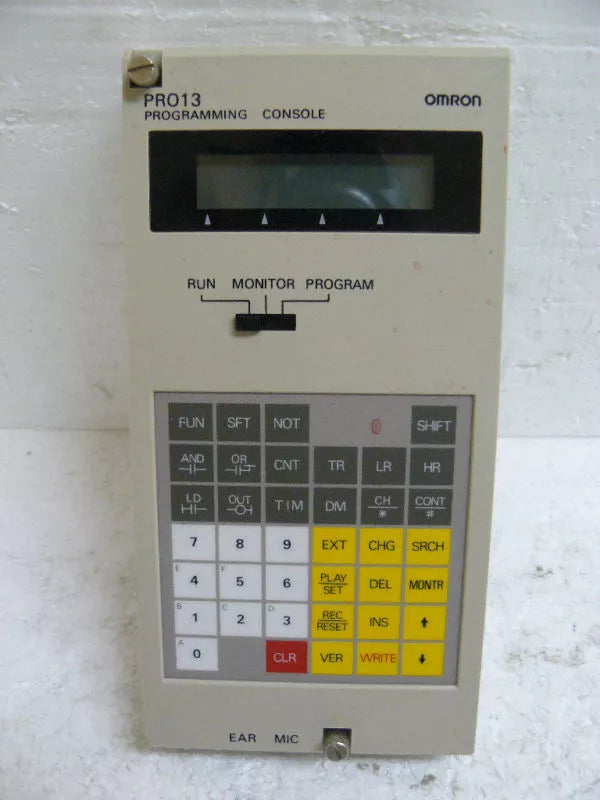 PRO13
OMRON
PROGRAMMING CONSOLE
RUN MONITOR PROGRAM
FUN SFT NOT SHIFT
AND OR CNT TR LR HR
LD OUT TIM DM CH * CONT #
7 8 9 EXT CHG SRCH
E 4 F 5 6 PLAY SET DEL MONTR
B 1 C 2 D 3 REC RESET INS ↑
A 0 CLR VER WRITE ↓
EAR MIC